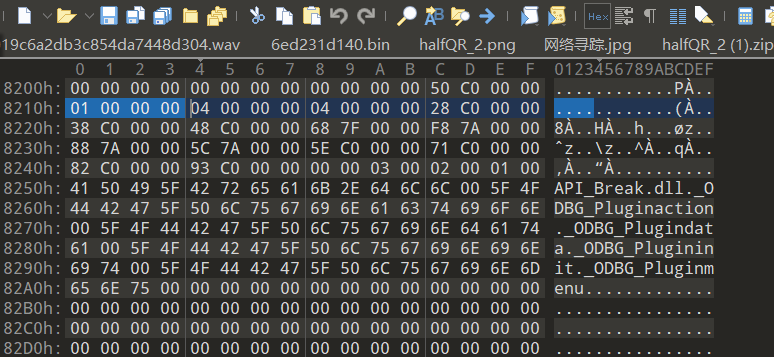 Hex
19c6a2db3c854da7448d304.wav 6ed231d140.bin halfQR_2.png 网络寻踪.jpg halfQR_2 (1).zip
0 1 2 3 4 5 6 7 8 9 A B C D E F 0123456789ABCDEF
8200h: 00 00 00 00 00 00 00 00 00 00 00 00 50 C0 00 00 ............PÀ..
8210h: 01 00 00 00 04 00 00 00 04 00 00 00 28 C0 00 00 ............(À..
8220h: 38 C0 00 00 48 C0 00 00 68 7F 00 00 F8 7A 00 00 8À..HÀ..h...øz..
8230h: 88 7A 00 00 5C 7A 00 00 5E C0 00 00 71 C0 00 00 ˆz..\z..^À..qÀ..
8240h: 82 C0 00 00 93 C0 00 00 00 00 03 00 02 00 01 00 ‚À..“À..........
8250h: 41 50 49 5F 42 72 65 61 6B 2E 64 6C 6C 00 5F 4F API_Break.dll._O
8260h: 44 42 47 5F 50 6C 75 67 69 6E 61 63 74 69 6F 6E DBG_Pluginaction
8270h: 00 5F 4F 44 42 47 5F 50 6C 75 67 69 6E 64 61 74 ._ODBG_Plugindat
8280h: 61 00 5F 4F 44 42 47 5F 50 6C 75 67 69 6E 69 6E a._ODBG_Pluginin
8290h: 69 74 00 5F 4F 44 42 47 5F 50 6C 75 67 69 6E 6D it._ODBG_Pluginm
82A0h: 65 6E 75 00 00 00 00 00 00 00 00 00 00 00 00 00 enu.............
82B0h: 00 00 00 00 00 00 00 00 00 00 00 00 00 00 00 00 ................
82C0h: 00 00 00 00 00 00 00 00 00 00 00 00 00 00 00 00 ................
82D0h: 00 00 00 00 00 00 00 00 00 00 00 00 00 00 00 00 ................